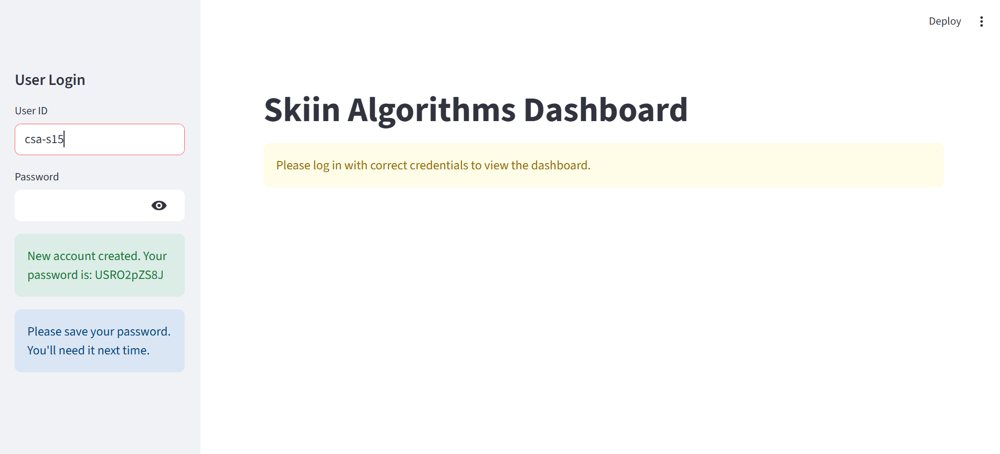 Deploy
User Login
User ID
csa-s15
Password
New account created. Your
password is: USRO2pZS8J
Please save your password.
You'll need it next time.
Skiin Algorithms Dashboard
Please log in with correct credentials to view the dashboard.